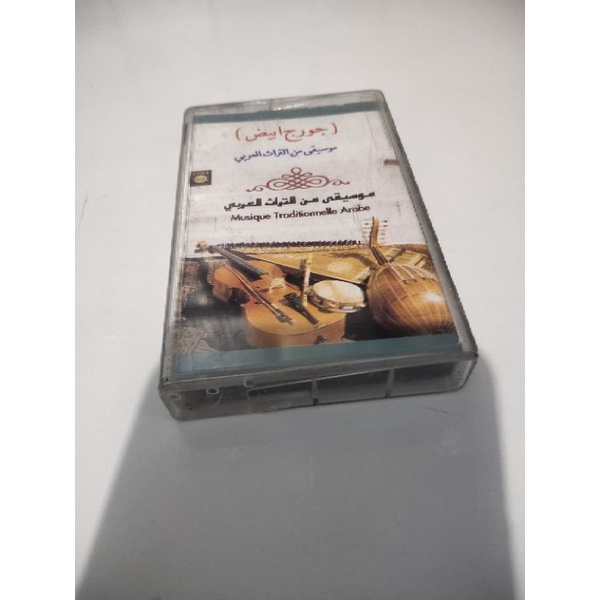 (جورج ابيض)
موسيقى من التراث العربي
موسيقى من التراث العربي
Musique Traditionnelle Arabe